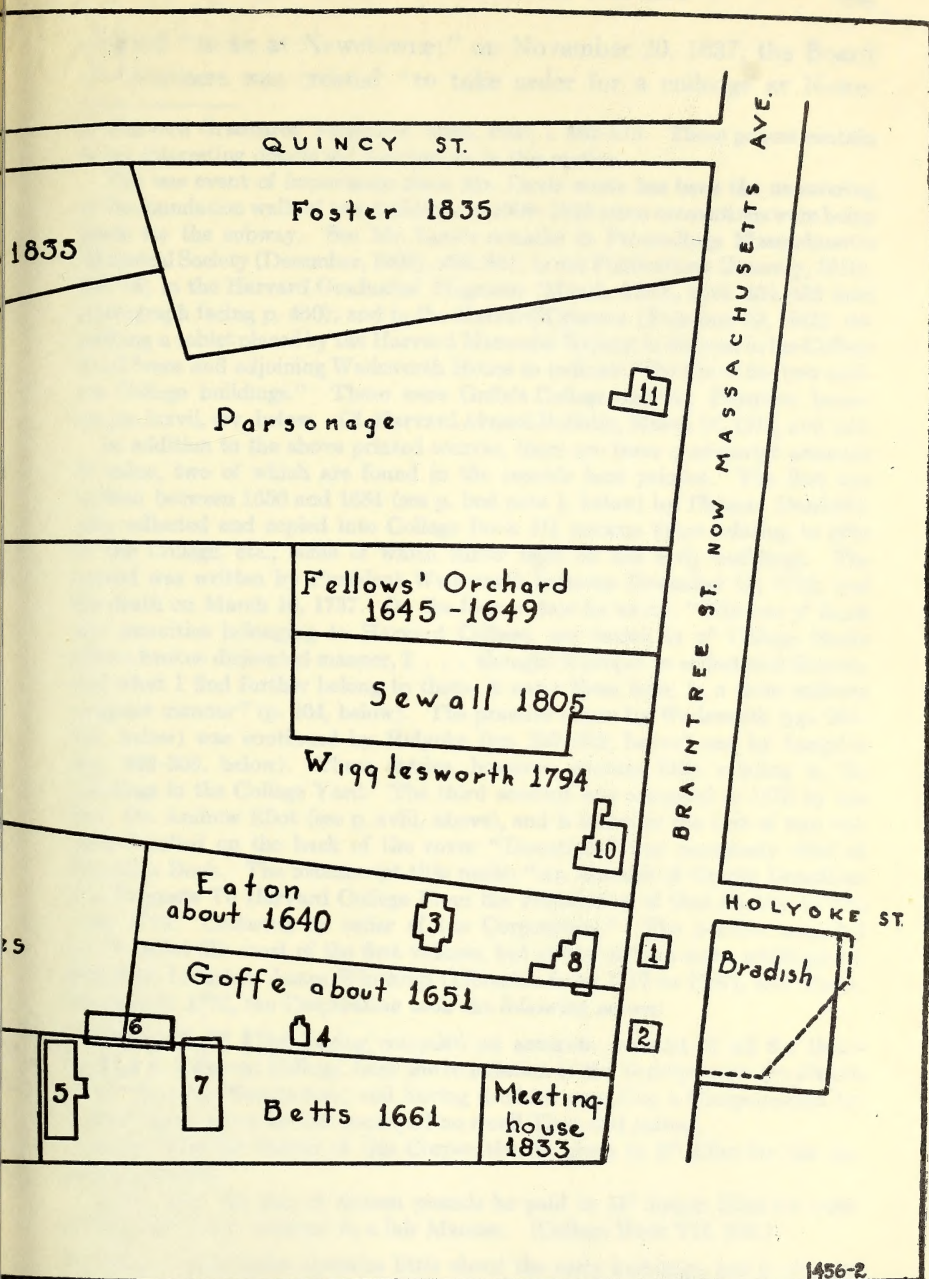 QUINCY ST.
Foster 1835
1835
Parsonage
11
BRAINTREE ST. NOW MASSACHUSETTS AVE.
Fellows Orchard
1645-1649
Sewall 1805
Wigglesworth 1794
10
HOLYOKE ST.
Eaton
about 1640
3
es
8
1
Bradish
Goffe about 1651
6
4
2
5
7
Betts 1661
Meeting-
house
1833
1456-2